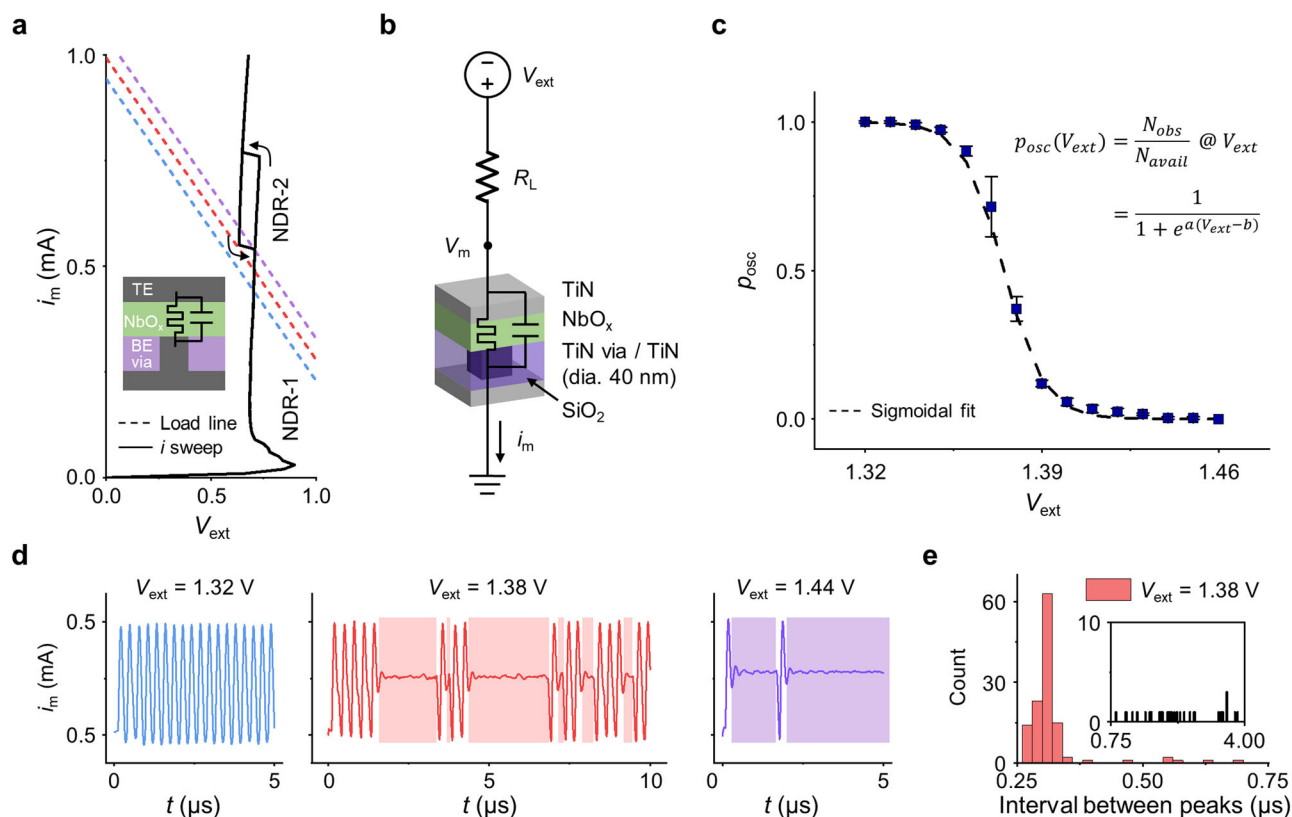 a
1.0
0.5
0.0
i_m (mA)
0.0
0.5
1.0
V_ext
NDR-2
NDR-1
TE
NbO_x
BE
via
Load line
i sweep
b
V_ext
−
+
R_L
V_m
TiN
NbO_x
TiN via / TiN
(dia. 40 nm)
SiO_2
i_m
c
1.0
0.5
0.0
p_osc
p_osc(V_ext) = N_obs / N_avail @ V_ext
= 1 / (1 + e^{a(V_ext−b)})
Sigmoidal fit
1.32
1.39
1.46
V_ext
d
V_ext = 1.32 V
V_ext = 1.38 V
V_ext = 1.44 V
0.5
0.5
i_m (mA)
0
5
t (μs)
0
5
10
t (μs)
0
5
t (μs)
e
V_ext = 1.38 V
60
30
0
Count
10
0
0.75
4.00
0.25
0.50
0.75
Interval between peaks (μs)